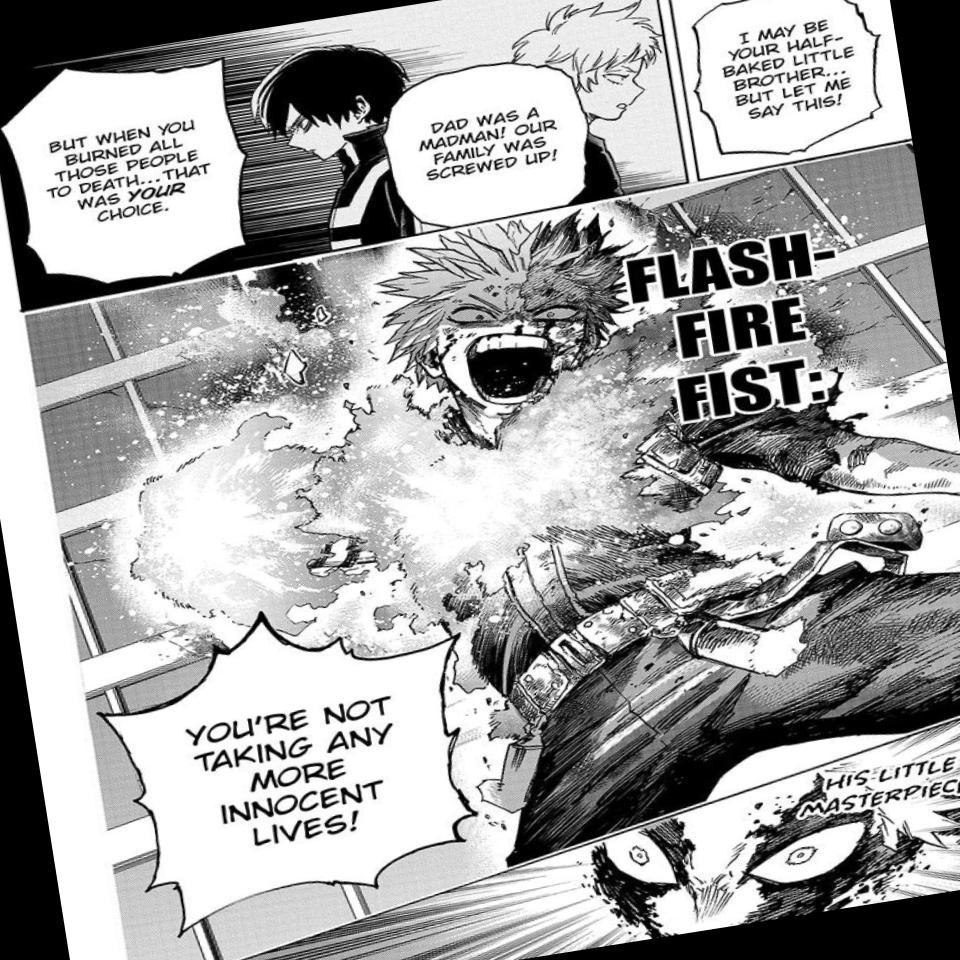 I MAY BE
YOUR HALF-
BAKED LITTLE
BROTHER...
BUT LET ME
SAY THIS!
DAD WAS A
MADMAN! OUR
FAMILY WAS
SCREWED UP!
BUT WHEN YOU
BURNED ALL
THOSE PEOPLE
TO DEATH...THAT
WAS YOUR
CHOICE.
FLASH-
FIRE
FIST:
YOU'RE NOT
TAKING ANY
MORE
INNOCENT
LIVES!
HIS LITTLE
MASTERPIECE